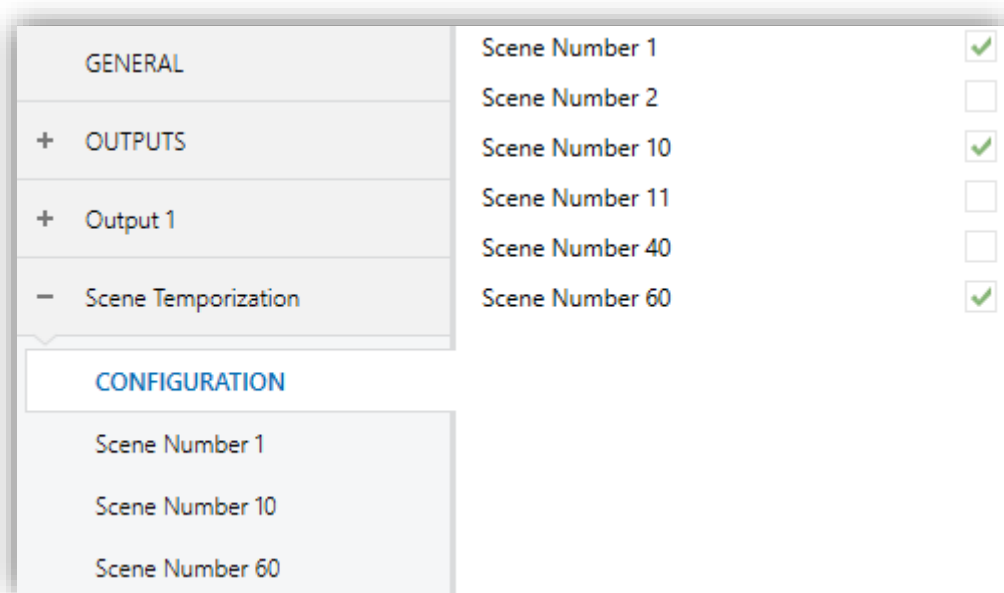 GENERAL
+ OUTPUTS
+ Output 1
− Scene Temporization
CONFIGURATION
Scene Number 1
Scene Number 10
Scene Number 60
Scene Number 1
Scene Number 2
Scene Number 10
Scene Number 11
Scene Number 40
Scene Number 60